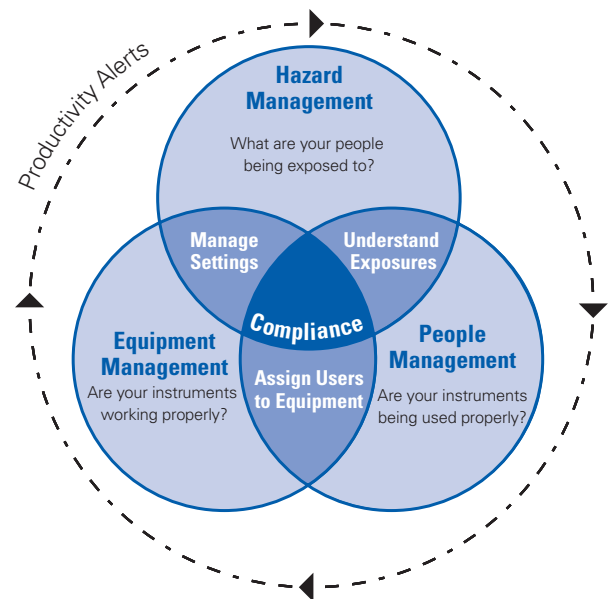 Productivity Alerts
Hazard
Management
What are your people
being exposed to?
Manage
Settings
Understand
Exposures
Compliance
Equipment
Management
Are your instruments
working properly?
Assign Users
to Equipment
People
Management
Are your instruments
being used properly?